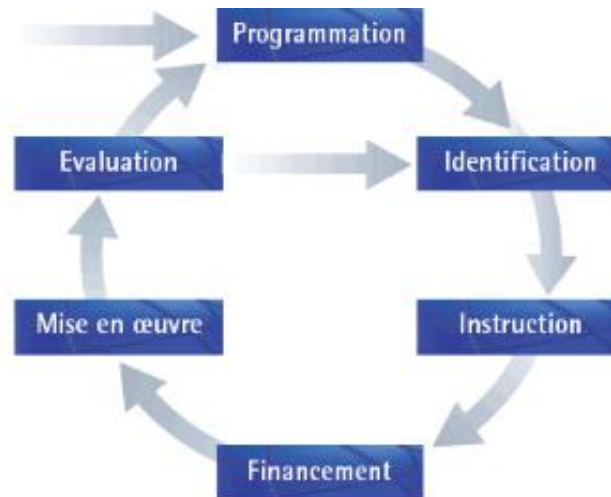 Programmation
Evaluation
Identification
Mise en œuvre
Instruction
Financement